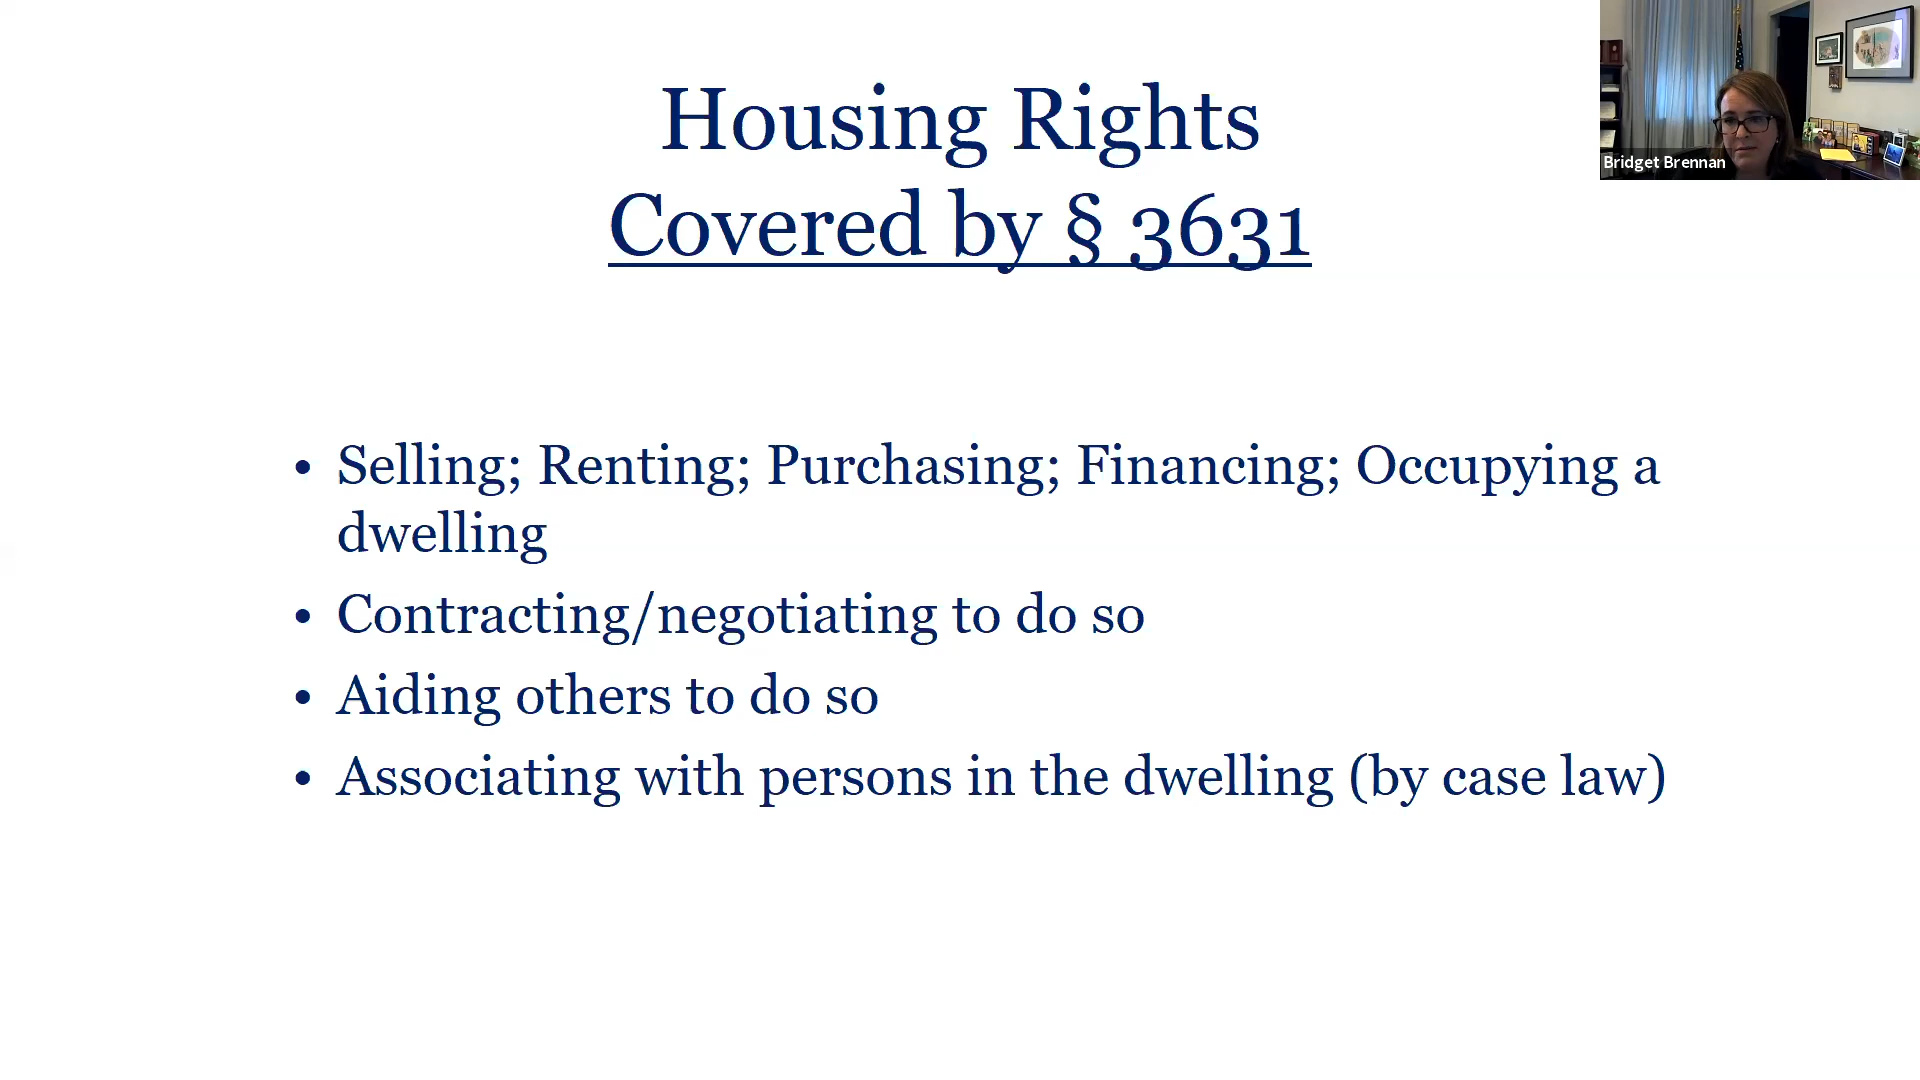 Housing Rights
Covered by § 3631
• Selling; Renting; Purchasing; Financing; Occupying a
dwelling
• Contracting/negotiating to do so
• Aiding others to do so
• Associating with persons in the dwelling (by case law)
Bridget Brennan